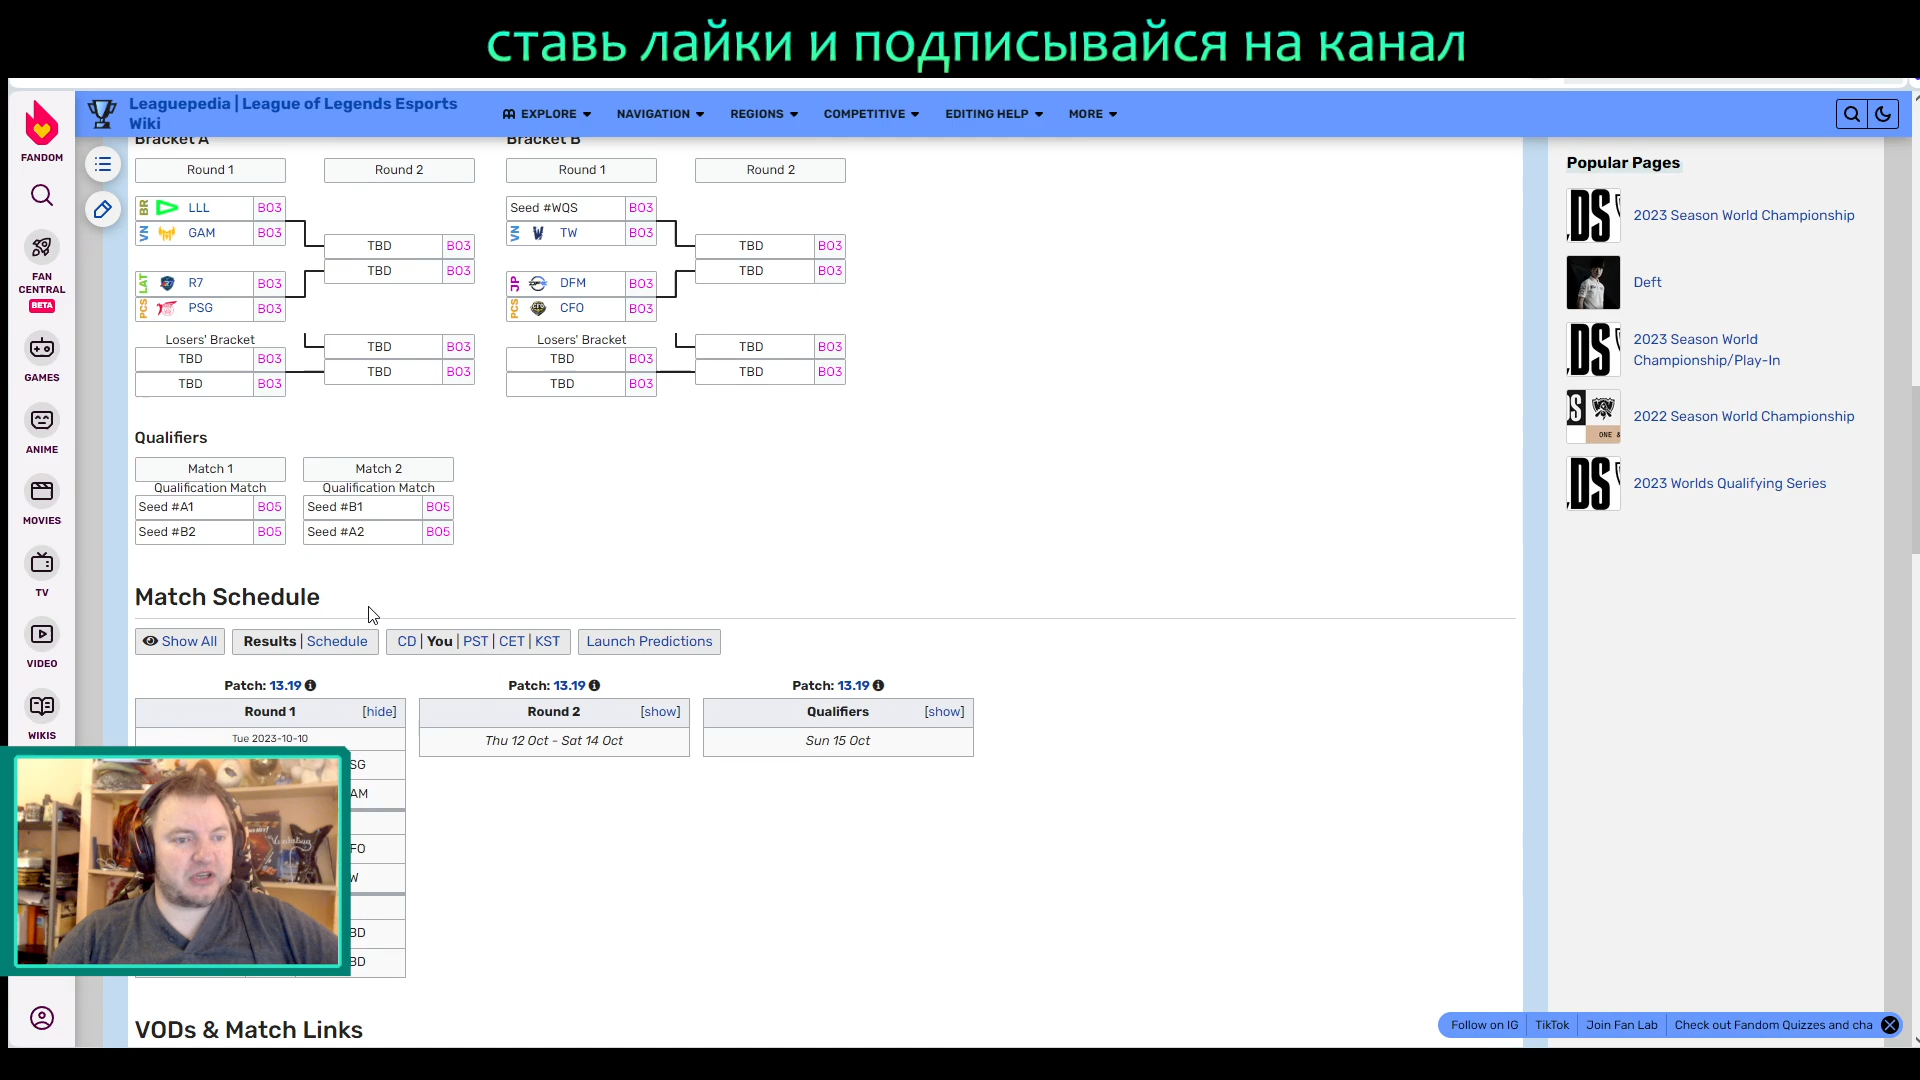 ставь лайки и подписывайся на канал
Leaguepedia | League of Legends Esports
Wiki
EXPLORE
NAVIGATION
REGIONS
COMPETITIVE
EDITING HELP
MORE
FANDOM
FAN
CENTRAL
BETA
GAMES
ANIME
MOVIES
TV
VIDEO
WIKIS
Bracket A
Round 1
Round 2
BR LLL BO3
VN GAM BO3
TBD BO3
TBD BO3
LAT R7 BO3
PCS PSG BO3
Losers' Bracket
TBD BO3
TBD BO3
TBD BO3
TBD BO3
Bracket B
Round 1
Round 2
Seed #WQS BO3
VN TW BO3
TBD BO3
TBD BO3
JP DFM BO3
PCS CFO BO3
Losers' Bracket
TBD BO3
TBD BO3
TBD BO3
TBD BO3
Qualifiers
Match 1
Match 2
Qualification Match
Qualification Match
Seed #A1 BO5
Seed #B2 BO5
Seed #B1 BO5
Seed #A2 BO5
Match Schedule
Show All
Results | Schedule
CD | You | PST | CET | KST
Launch Predictions
Patch: 13.19
Round 1 [hide]
Tue 2023-10-10
SG
AM
FO
W
BD
BD
Patch: 13.19
Round 2 [show]
Thu 12 Oct - Sat 14 Oct
Patch: 13.19
Qualifiers [show]
Sun 15 Oct
VODs & Match Links
Popular Pages
DS
2023 Season World Championship
Deft
DS
2023 Season World
Championship/Play-In
S
ONE &
2022 Season World Championship
DS
2023 Worlds Qualifying Series
Follow on IG
TikTok
Join Fan Lab
Check out Fandom Quizzes and cha